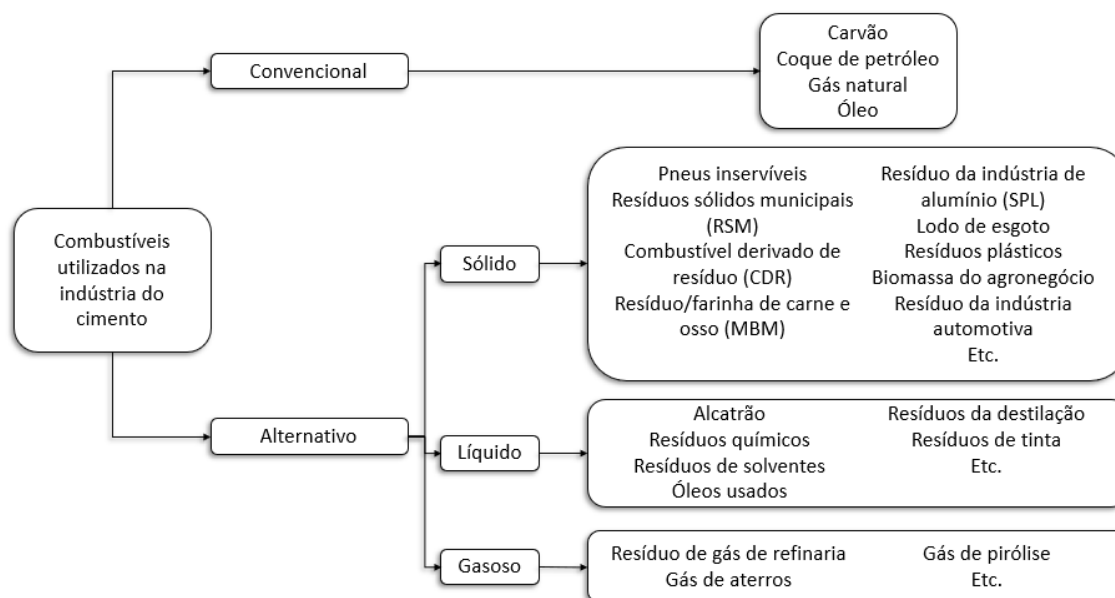 Convencional
Carvão
Coque de petróleo
Gás natural
Óleo
Combustíveis
utilizados na
indústria do
cimento
Sólido
Pneus inservíveis
Resíduos sólidos municipais
(RSM)
Combustível derivado de
resíduo (CDR)
Resíduo/farinha de carne e
osso (MBM)
Resíduo da indústria de
alumínio (SPL)
Lodo de esgoto
Resíduos plásticos
Biomassa do agronegócio
Resíduo da indústria
automotiva
Etc.
Alternativo
Líquido
Alcatrão
Resíduos químicos
Resíduos de solventes
Óleos usados
Resíduos da destilação
Resíduos de tinta
Etc.
Gasoso
Resíduo de gás de refinaria
Gás de aterros
Gás de pirólise
Etc.